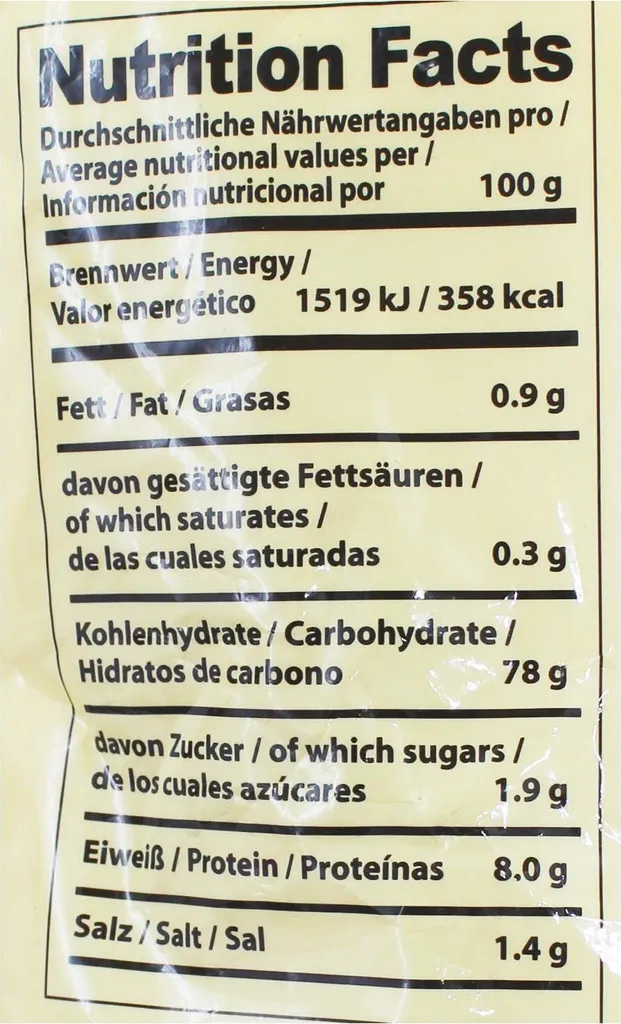 Nutrition Facts
Durchschnittliche Nährwertangaben pro /
Average nutritional values per /
Información nutricional por 100 g
Brennwert / Energy /
Valor energético 1519 kJ / 358 kcal
Fett / Fat / Grasas 0.9 g
davon gesättigte Fettsäuren /
of which saturates /
de las cuales saturadas 0.3 g
Kohlenhydrate / Carbohydrate /
Hidratos de carbono 78 g
davon Zucker / of which sugars /
de los cuales azúcares 1.9 g
Eiweiß / Protein / Proteínas 8.0 g
Salz / Salt / Sal 1.4 g